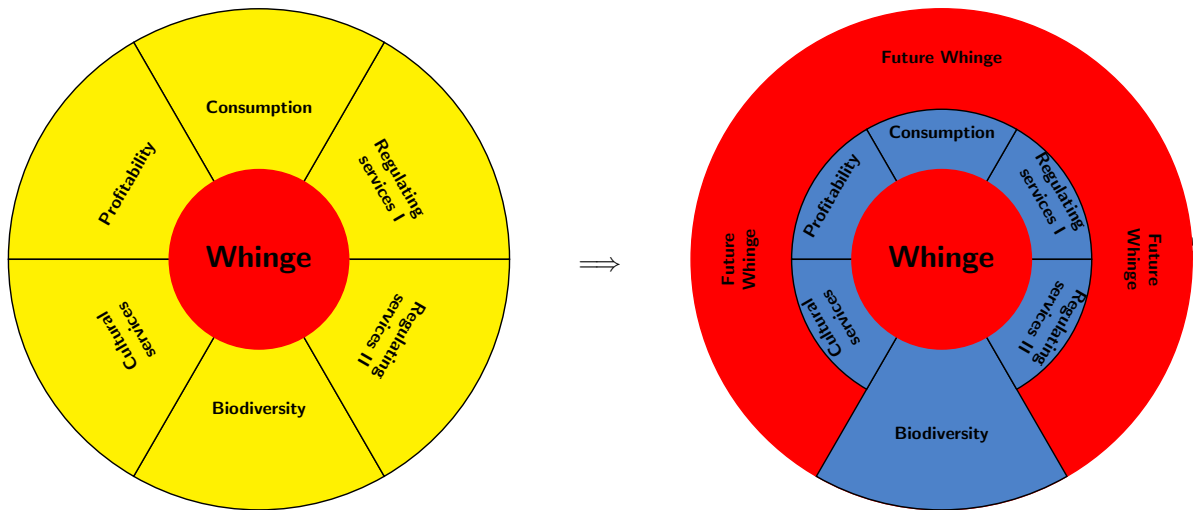 Consumption
Profitability
Regulating
services I
Whinge
Cultural
services
Regulating
services II
Biodiversity
⟹
Future Whinge
Consumption
Profitability
Regulating
services I
Future
Whinge
Whinge
Future
Whinge
Cultural
services
Regulating
services II
Biodiversity